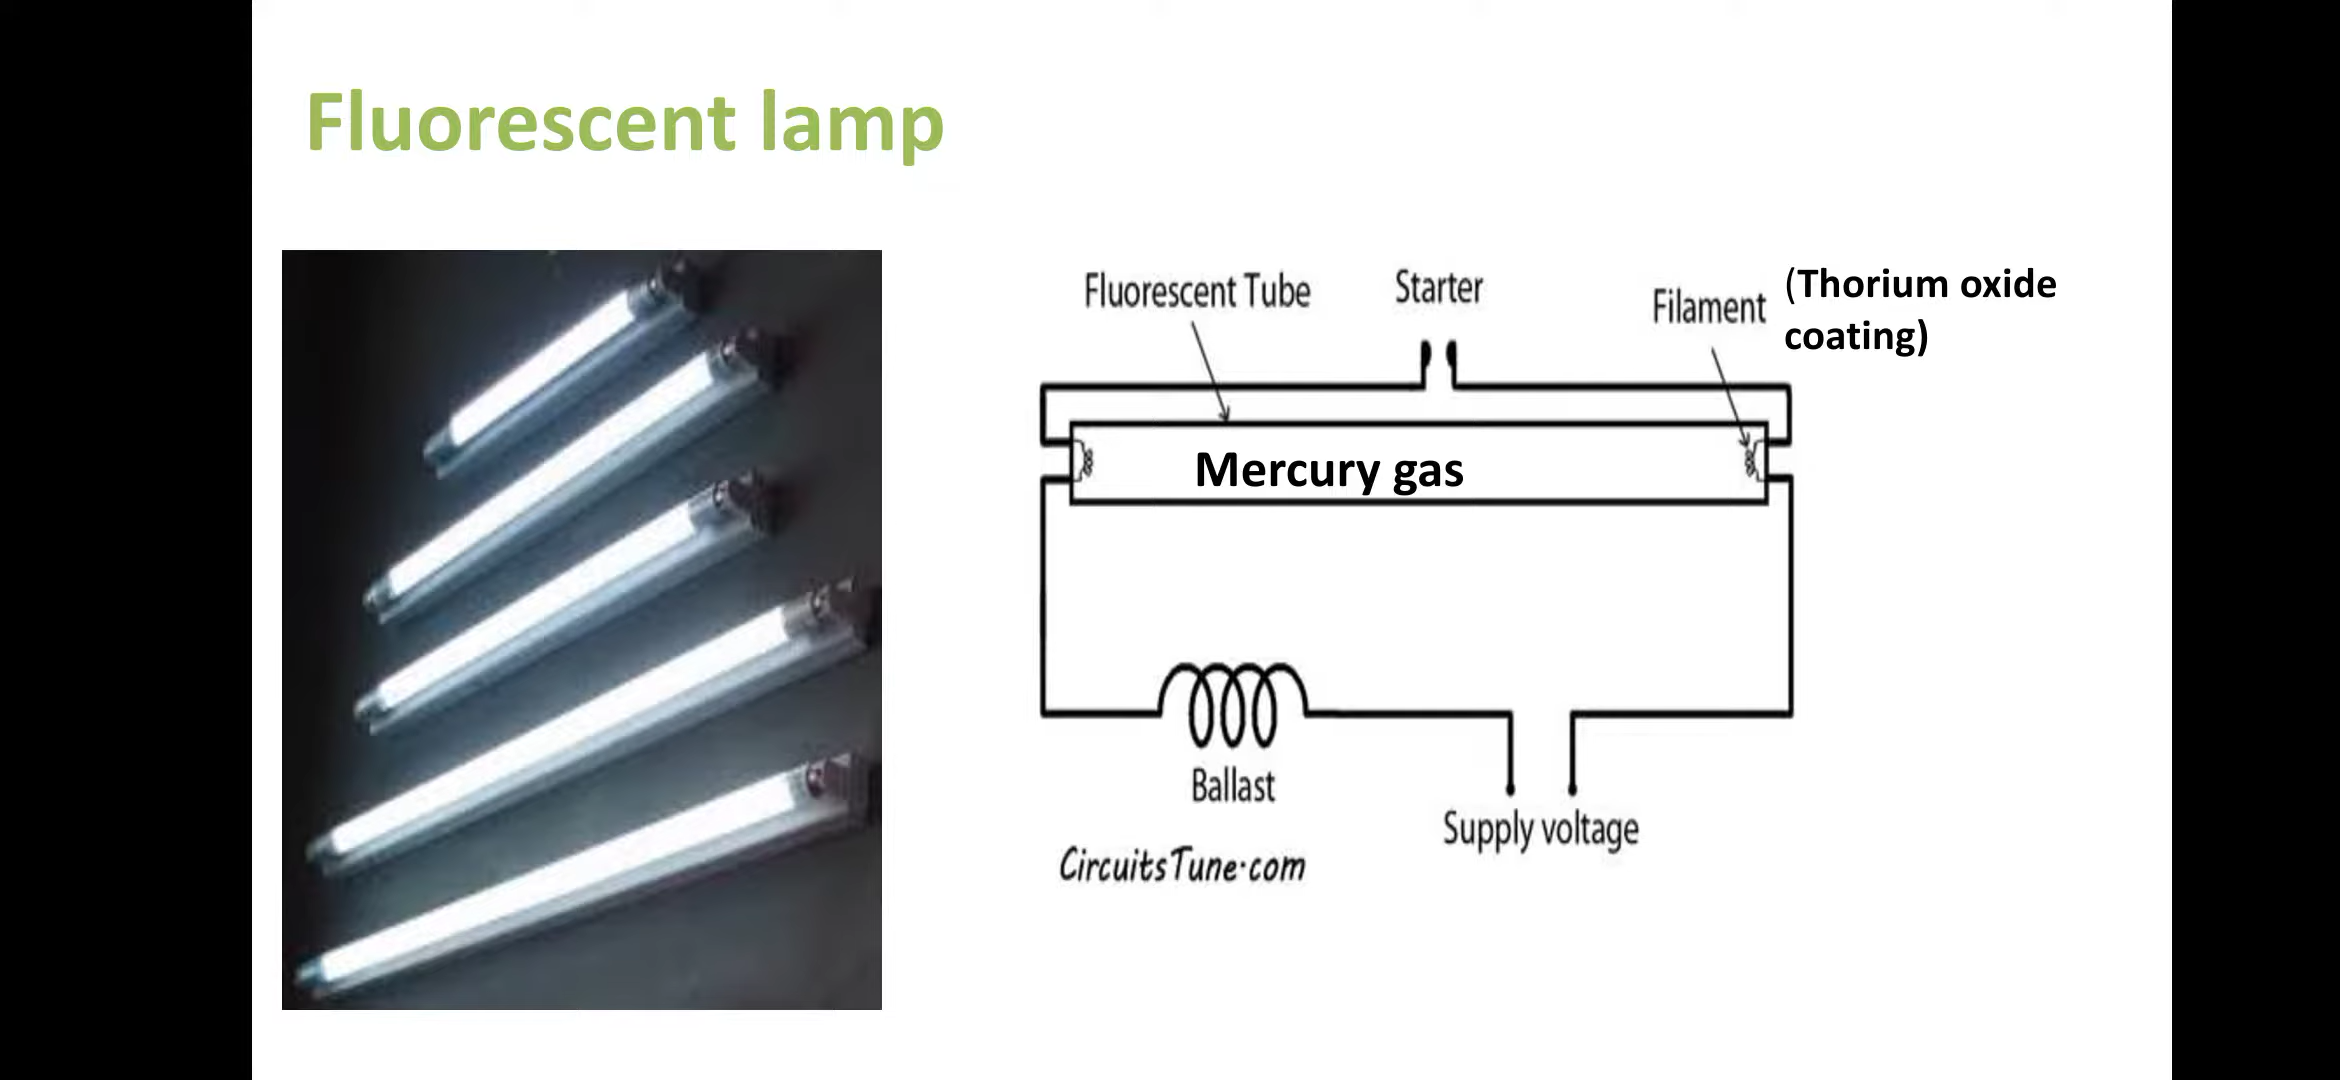 Fluorescent lamp
Fluorescent Tube
Starter
Filament
(Thorium oxide
coating)
Mercury gas
Ballast
Supply voltage
CircuitsTune.com